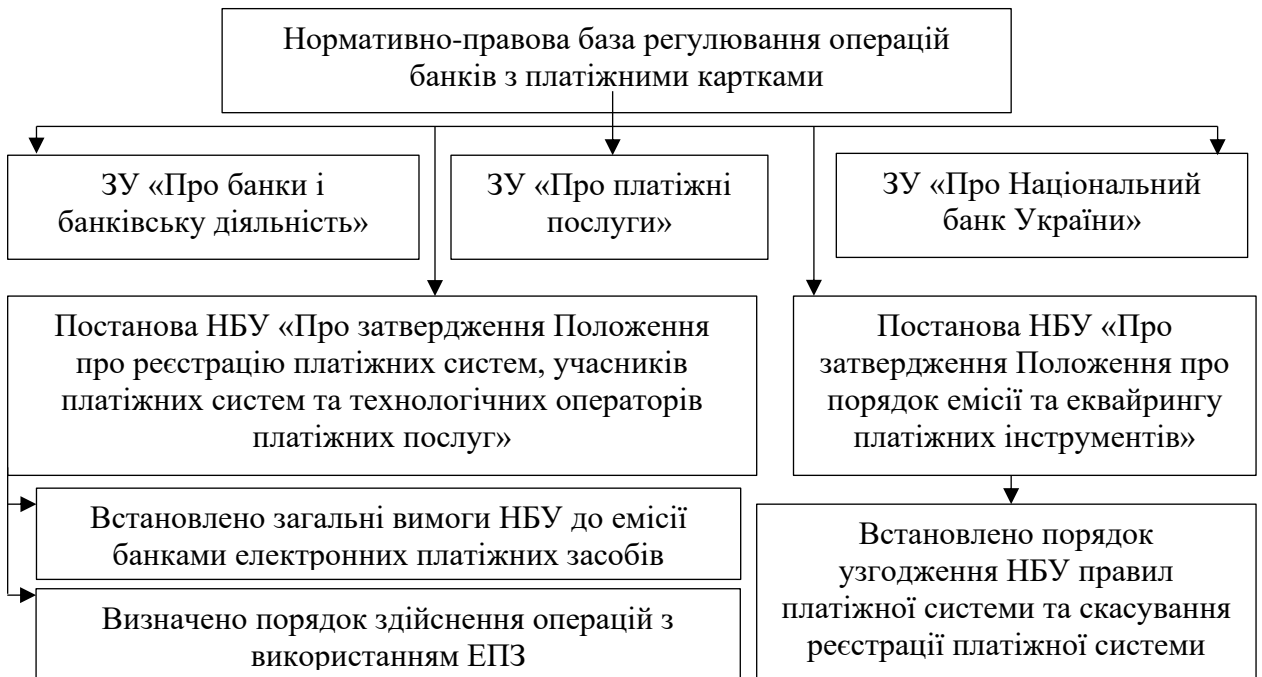 Нормативно-правова база регулювання операцій
банків з платіжними картками
ЗУ «Про банки і
банківську діяльність»
ЗУ «Про платіжні
послуги»
ЗУ «Про Національний
банк України»
Постанова НБУ «Про затвердження Положення
про реєстрацію платіжних систем, учасників
платіжних систем та технологічних операторів
платіжних послуг»
Постанова НБУ «Про
затвердження Положення про
порядок емісії та еквайрингу
платіжних інструментів»
Встановлено загальні вимоги НБУ до емісії
банками електронних платіжних засобів
Визначено порядок здійснення операцій з
використанням ЕПЗ
Встановлено порядок
узгодження НБУ правил
платіжної системи та скасування
реєстрації платіжної системи